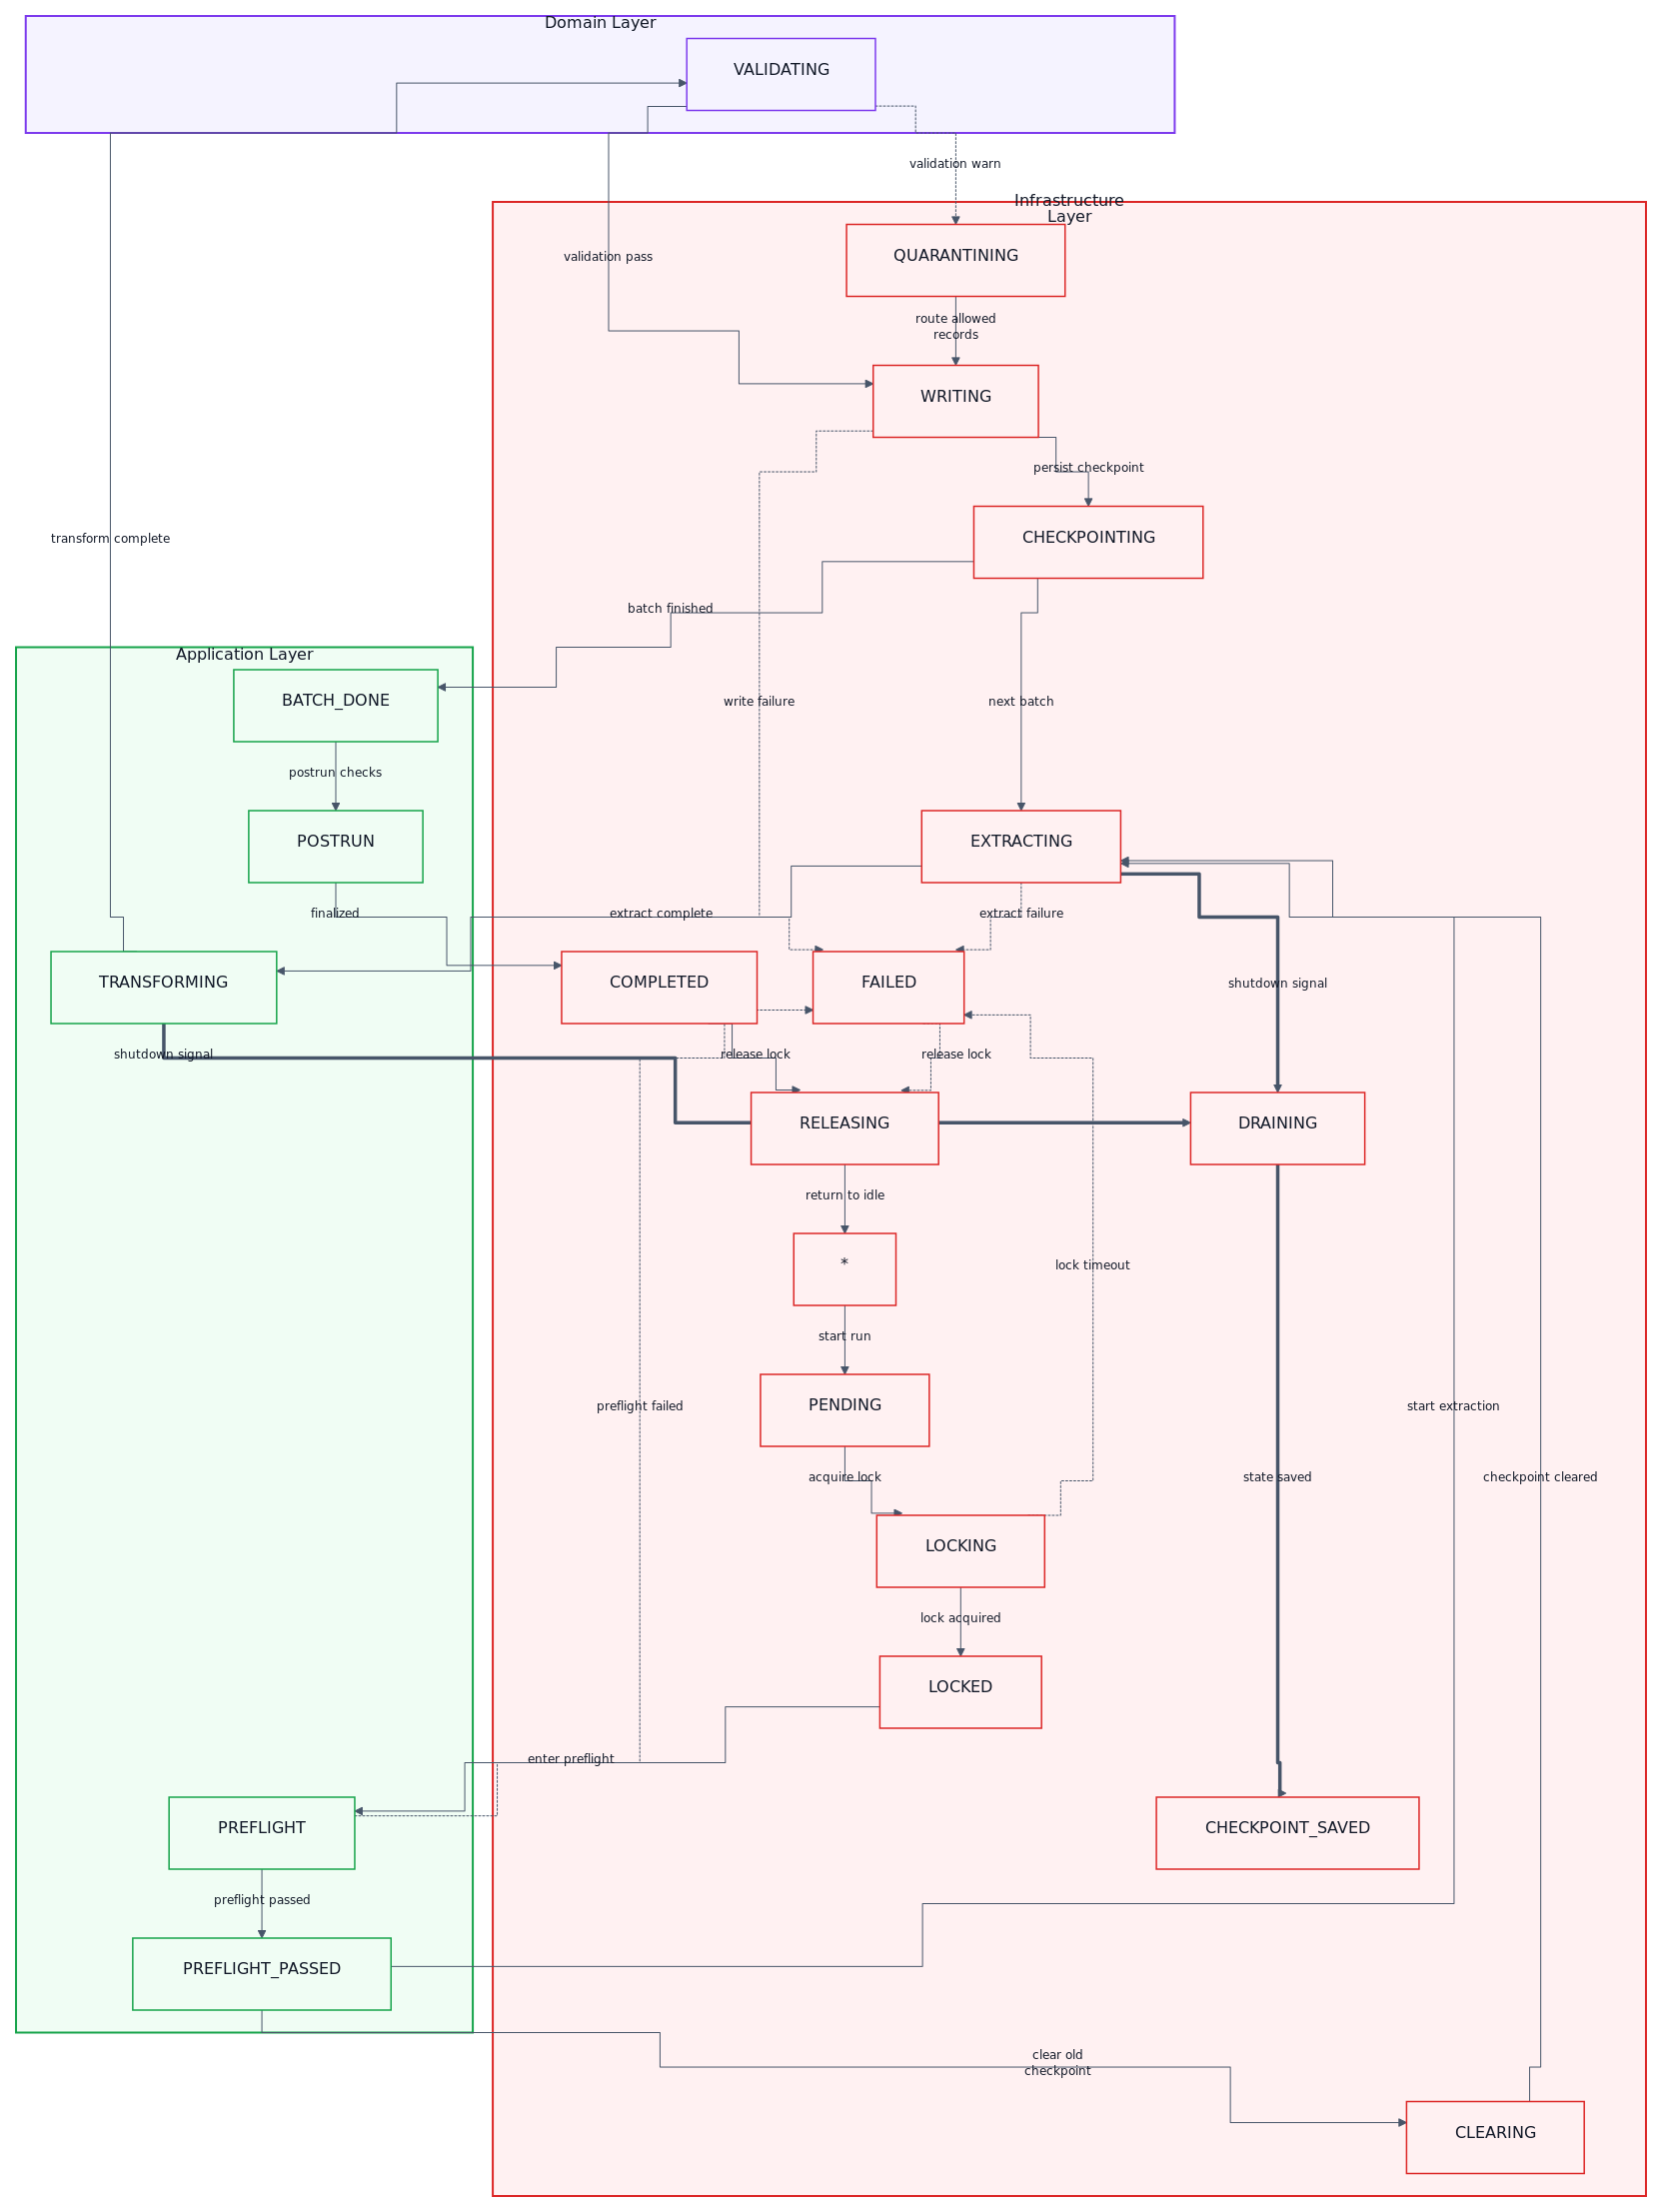 Domain Layer
VALIDATING
validation warn
Infrastructure
Layer
QUARANTINING
validation pass
route allowed
records
WRITING
persist checkpoint
CHECKPOINTING
transform complete
batch finished
Application Layer
BATCH_DONE
write failure
next batch
postrun checks
POSTRUN
EXTRACTING
finalized
extract complete
extract failure
TRANSFORMING
COMPLETED
FAILED
shutdown signal
shutdown signal
release lock
release lock
RELEASING
DRAINING
return to idle
*
lock timeout
start run
PENDING
preflight failed
start extraction
acquire lock
state saved
checkpoint cleared
LOCKING
lock acquired
LOCKED
enter preflight
PREFLIGHT
CHECKPOINT_SAVED
preflight passed
PREFLIGHT_PASSED
clear old
checkpoint
CLEARING